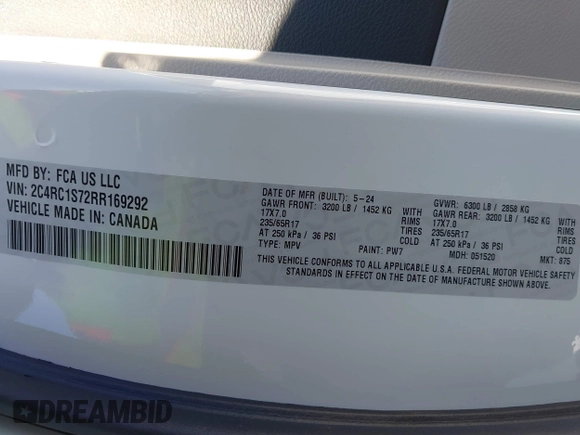 MFD BY: FCA US LLC
VIN: 2C4RC1S72RR169292
VEHICLE MADE IN: CANADA
DATE OF MFR (BUILT): 5-24 GVWR: 6300 LB / 2858 KG
GAWR FRONT: 3200 LB / 1452 KG WITH GAWR REAR: 3200 LB / 1452 KG WITH
17X7.0 RIMS 17X7.0 RIMS
235/65R17 TIRES 235/65R17 TIRES
AT 250 kPa / 36 PSI COLD AT 250 kPa / 36 PSI COLD
TYPE: MPV PAINT: PW7 MDH: 051520 MKT: 875
THIS VEHICLE CONFORMS TO ALL APPLICABLE U.S.A. FEDERAL MOTOR VEHICLE SAFETY
STANDARDS IN EFFECT ON THE DATE OF MANUFACTURE SHOWN ABOVE.
DREAMBID